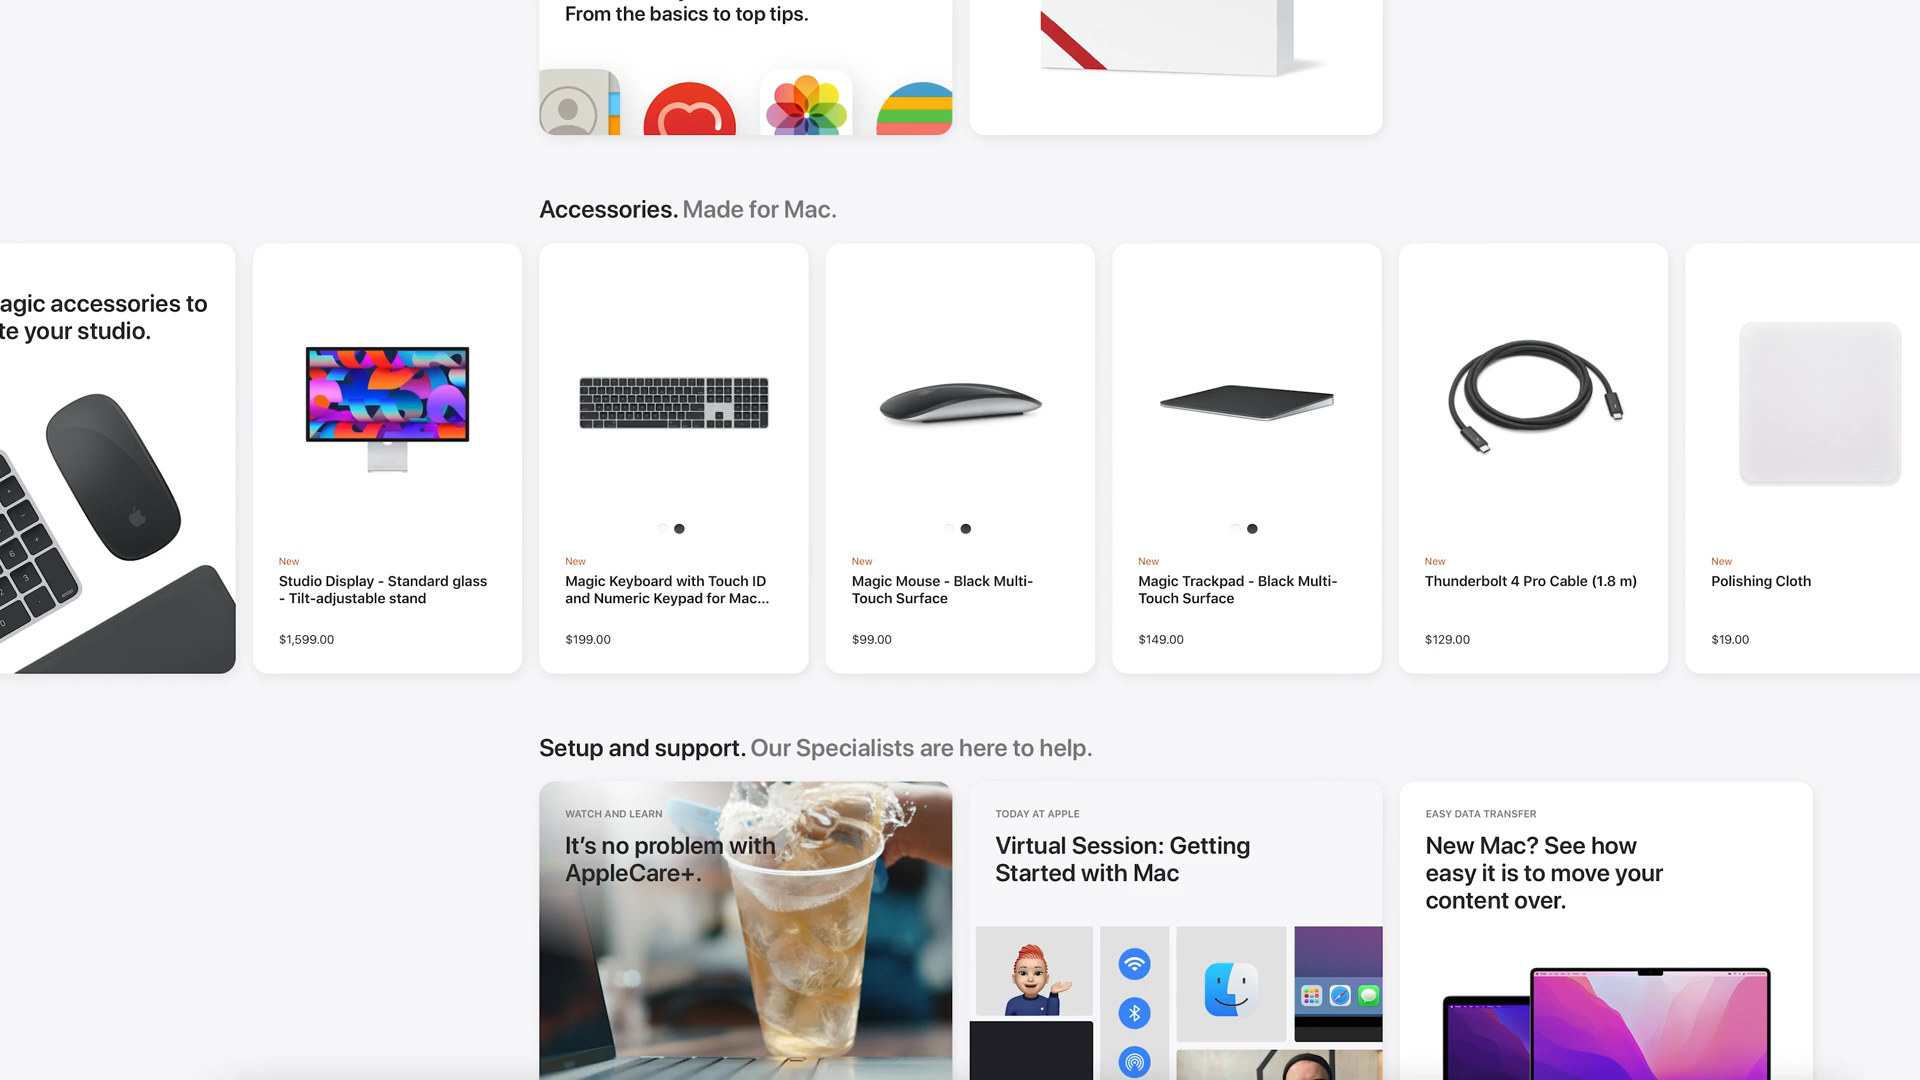 From the basics to top tips.
Accessories. Made for Mac.
agic accessories to
te your studio.
New
Studio Display - Standard glass
- Tilt-adjustable stand
$1,599.00
New
Magic Keyboard with Touch ID
and Numeric Keypad for Mac...
$199.00
New
Magic Mouse - Black Multi-
Touch Surface
$99.00
New
Magic Trackpad - Black Multi-
Touch Surface
$149.00
New
Thunderbolt 4 Pro Cable (1.8 m)
$129.00
New
Polishing Cloth
$19.00
Setup and support. Our Specialists are here to help.
WATCH AND LEARN
It’s no problem with
AppleCare+.
TODAY AT APPLE
Virtual Session: Getting
Started with Mac
EASY DATA TRANSFER
New Mac? See how
easy it is to move your
content over.